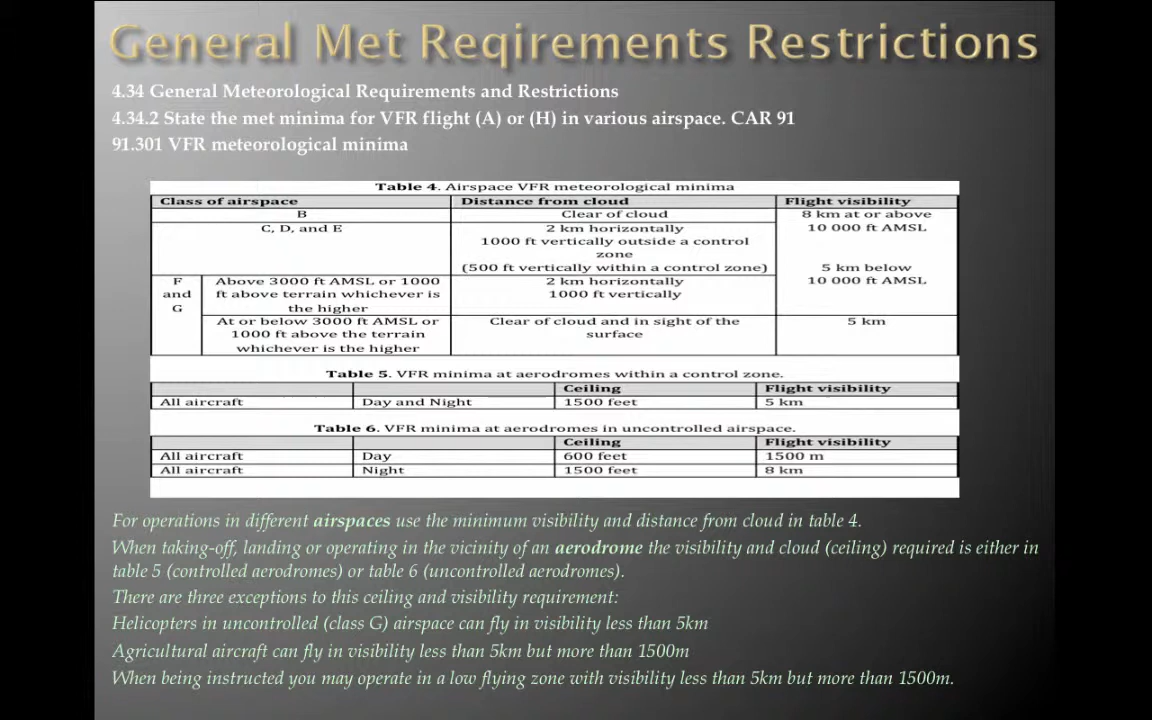 General Met Reqirements Restrictions
4.34 General Meteorological Requirements and Restrictions
4.34.2 State the met minima for VFR flight (A) or (H) in various airspace. CAR 91
91.301 VFR meteorological minima
Table 4. Airspace VFR meteorological minima
Class of airspace Distance from cloud Flight visibility
B Clear of cloud 8 km at or above
C, D, and E 2 km horizontally 10 000 ft AMSL
1000 ft vertically outside a control
zone
(500 ft vertically within a control zone) 5 km below
F Above 3000 ft AMSL or 1000 2 km horizontally 10 000 ft AMSL
and ft above terrain whichever is 1000 ft vertically
G the higher
At or below 3000 ft AMSL or Clear of cloud and in sight of the 5 km
1000 ft above the terrain surface
whichever is the higher
Table 5. VFR minima at aerodromes within a control zone.
Ceiling Flight visibility
All aircraft Day and Night 1500 feet 5 km
Table 6. VFR minima at aerodromes in uncontrolled airspace.
Ceiling Flight visibility
All aircraft Day 600 feet 1500 m
All aircraft Night 1500 feet 8 km
For operations in different airspaces use the minimum visibility and distance from cloud in table 4.
When taking-off, landing or operating in the vicinity of an aerodrome the visibility and cloud (ceiling) required is either in
table 5 (controlled aerodromes) or table 6 (uncontrolled aerodromes).
There are three exceptions to this ceiling and visibility requirement:
Helicopters in uncontrolled (class G) airspace can fly in visibility less than 5km
Agricultural aircraft can fly in visibility less than 5km but more than 1500m
When being instructed you may operate in a low flying zone with visibility less than 5km but more than 1500m.